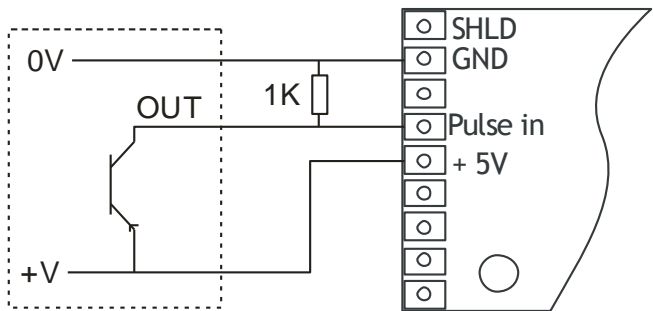 SHLD
0V
GND
1K
OUT
Pulse in
+ 5V
+V